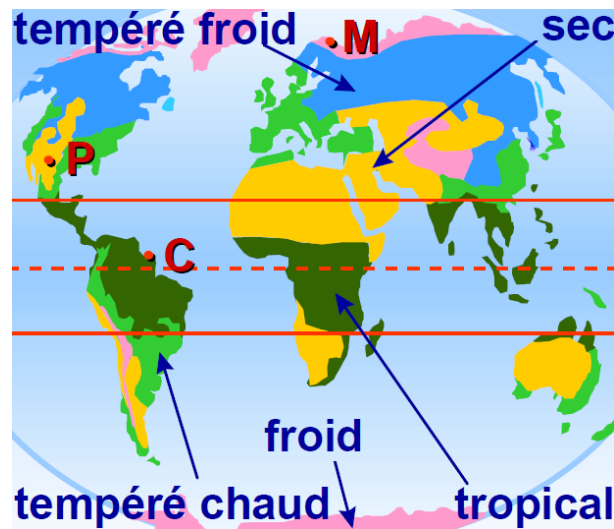 tempéré froid
M
sec
P
C
froid
tempéré chaud
tropical